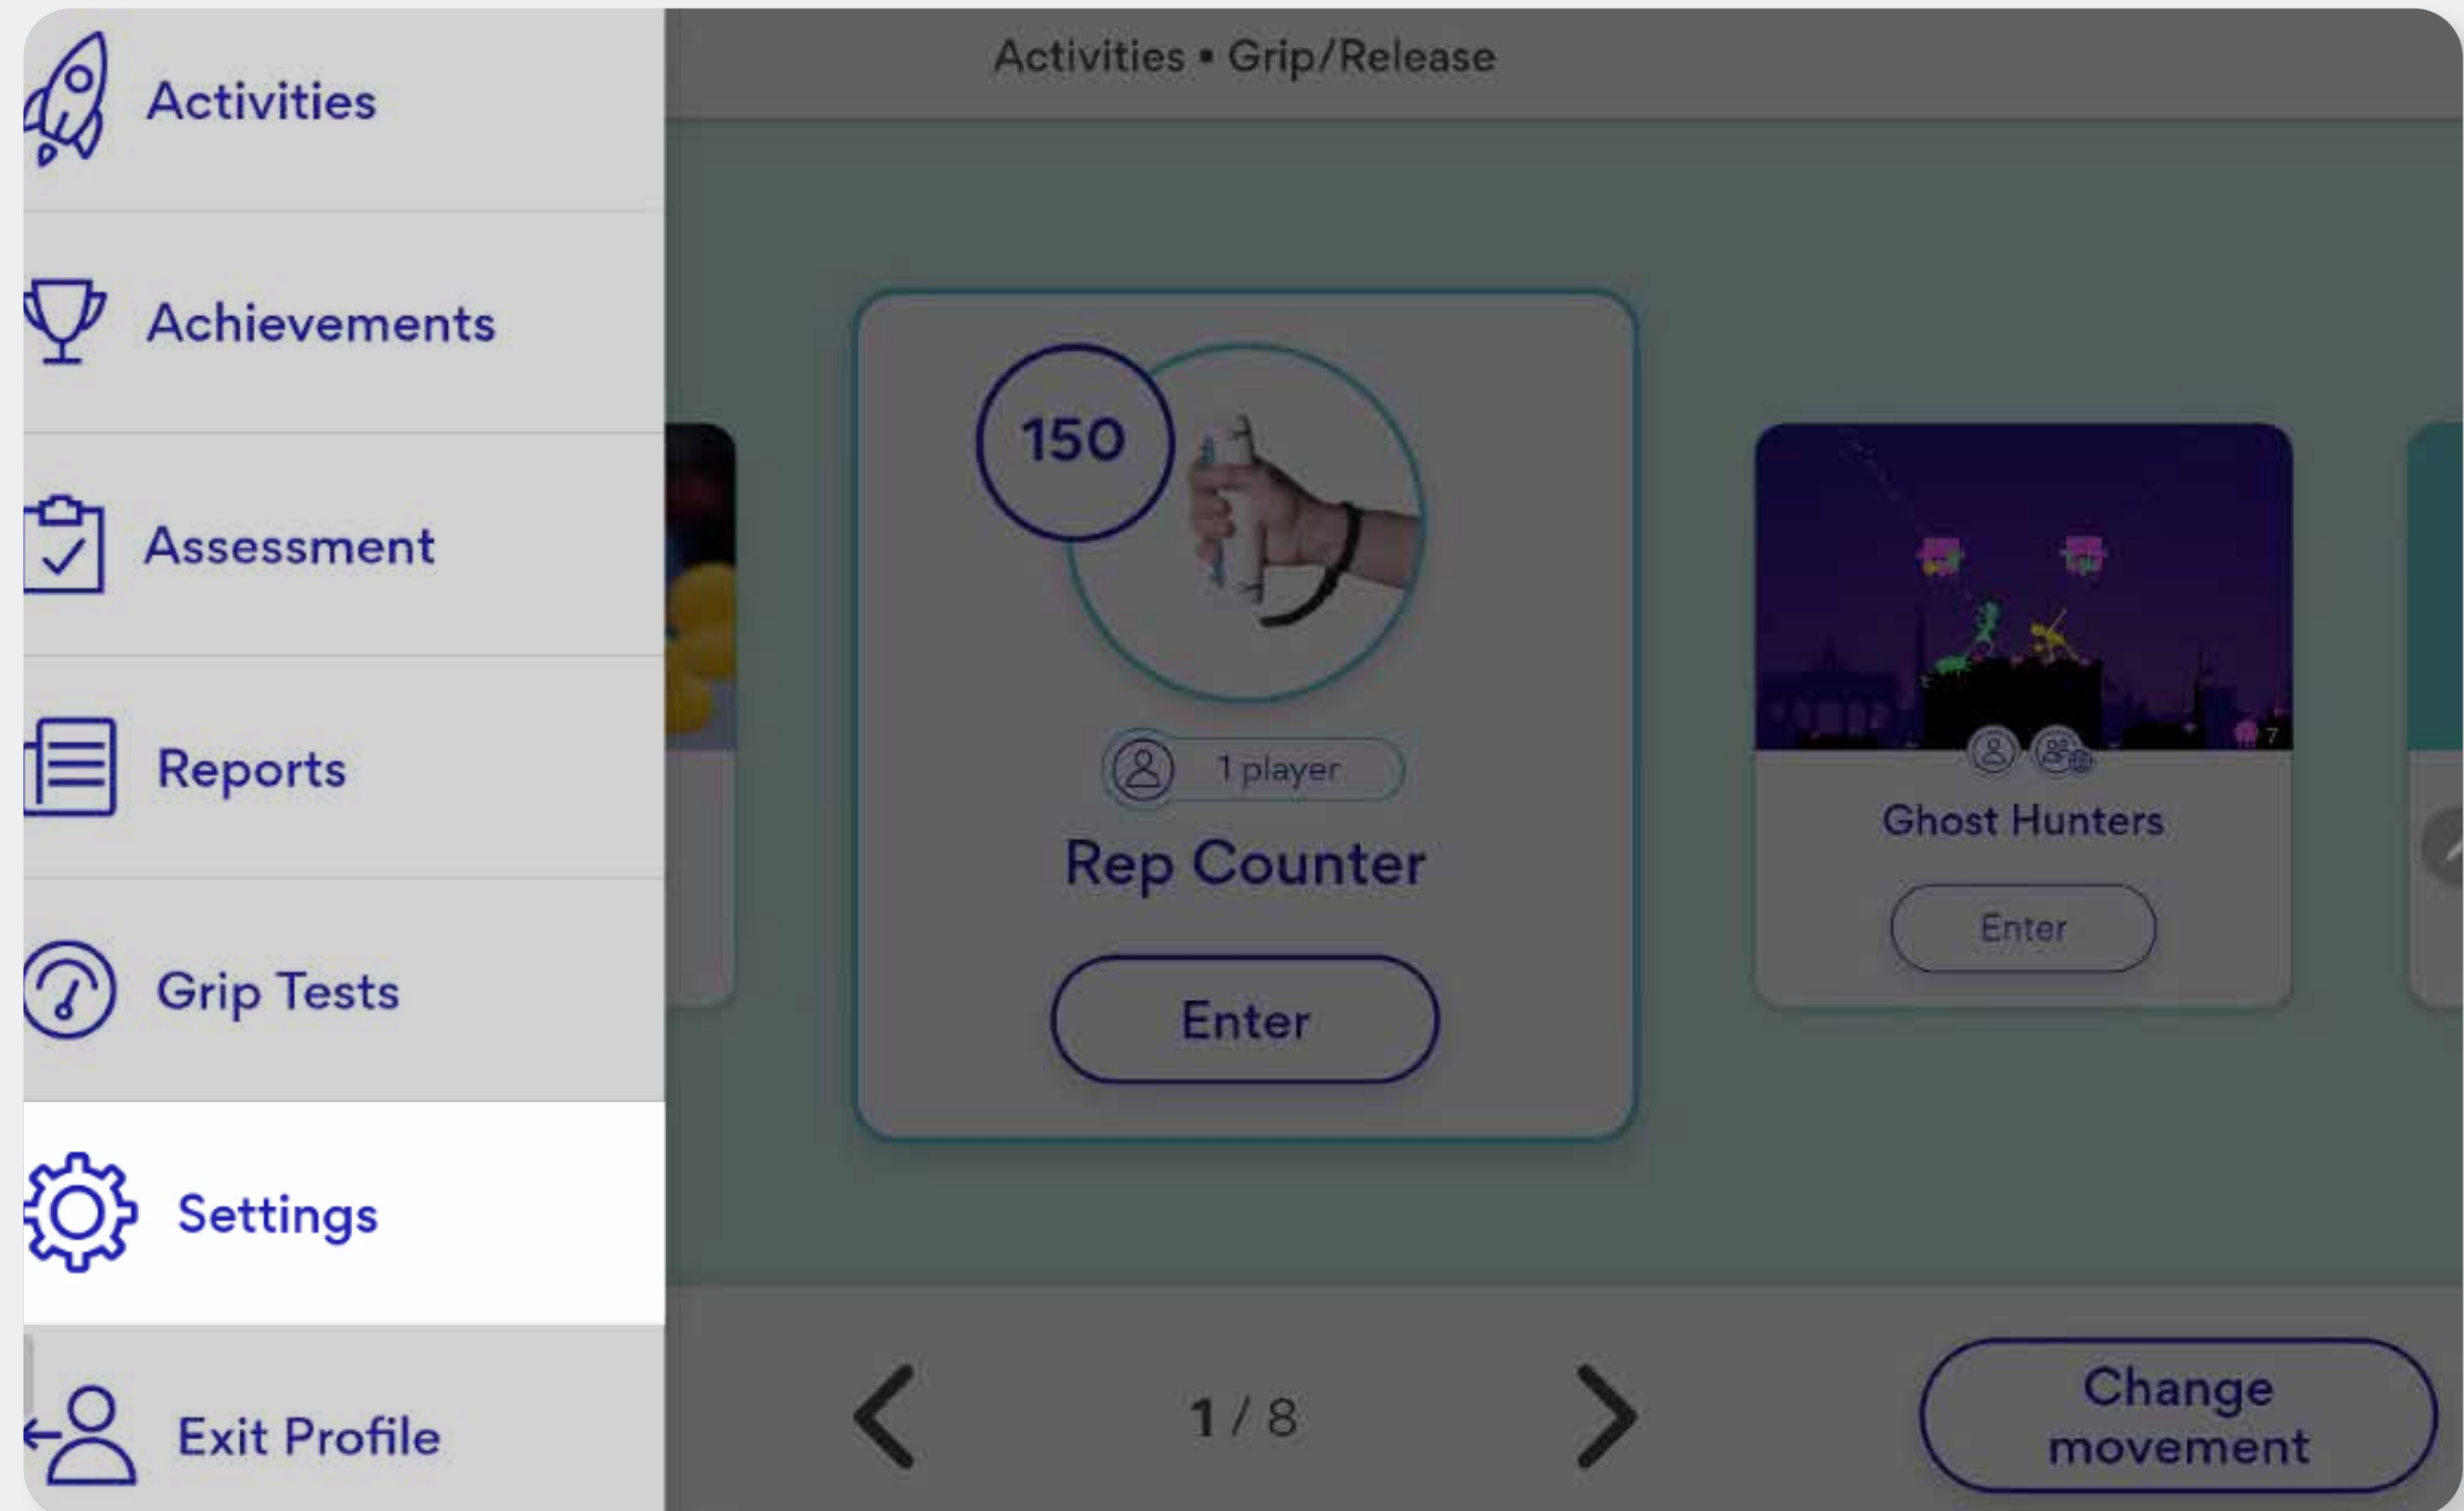 Activities
Achievements
Assessment
Reports
Grip Tests
Settings
Exit Profile
Activities • Grip/Release
150
1 player
Rep Counter
Enter
7
Ghost Hunters
Enter
1 / 8
Change
movement